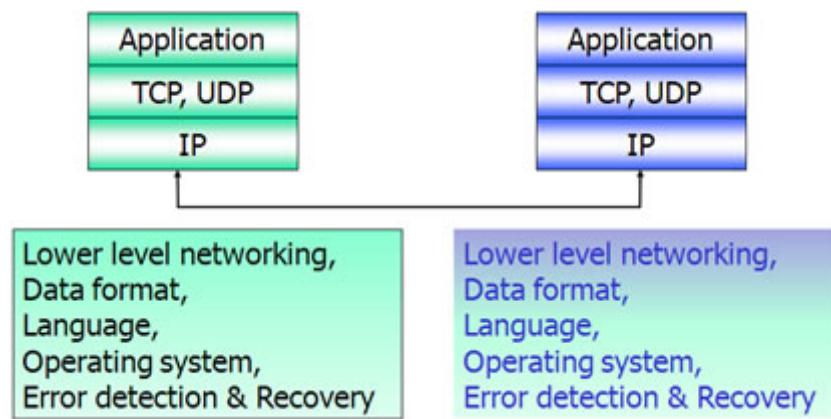 Application
TCP, UDP
IP
Application
TCP, UDP
IP
Lower level networking,
Data format,
Language,
Operating system,
Error detection & Recovery
Lower level networking,
Data format,
Language,
Operating system,
Error detection & Recovery